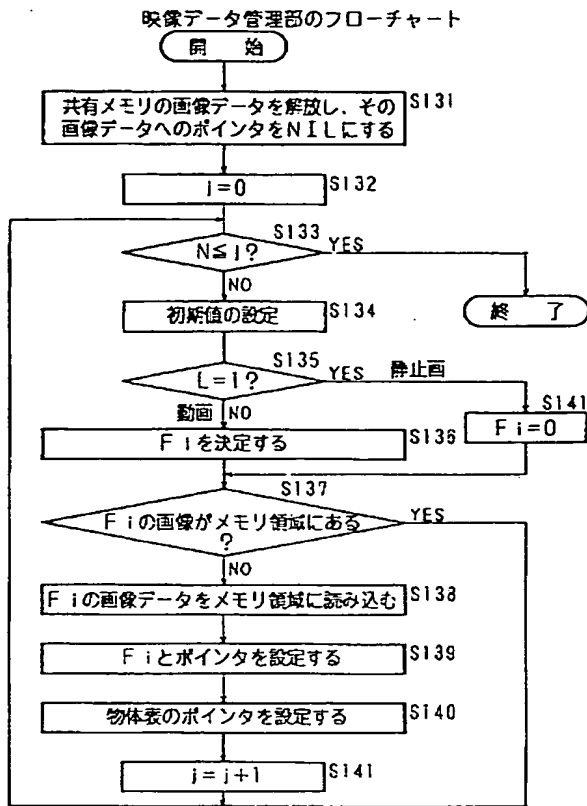 映像データ管理部のフローチャート
開 始
共有メモリの画像データを解放し、その
画像データへのポインタをNILにする
S131
i=0
S132
S133
N≦j?
YES
NO
初期値の設定
S134
終 了
S135
L=1?
YES
静止画
動画
NO
S141
Fi=0
Fiを決定する
S136
S137
Fiの画像がメモリ領域にある
?
YES
NO
Fiの画像データをメモリ領域に読み込む
S138
Fiとポインタを設定する
S139
物体表のポインタを設定する
S140
j=j+1
S141